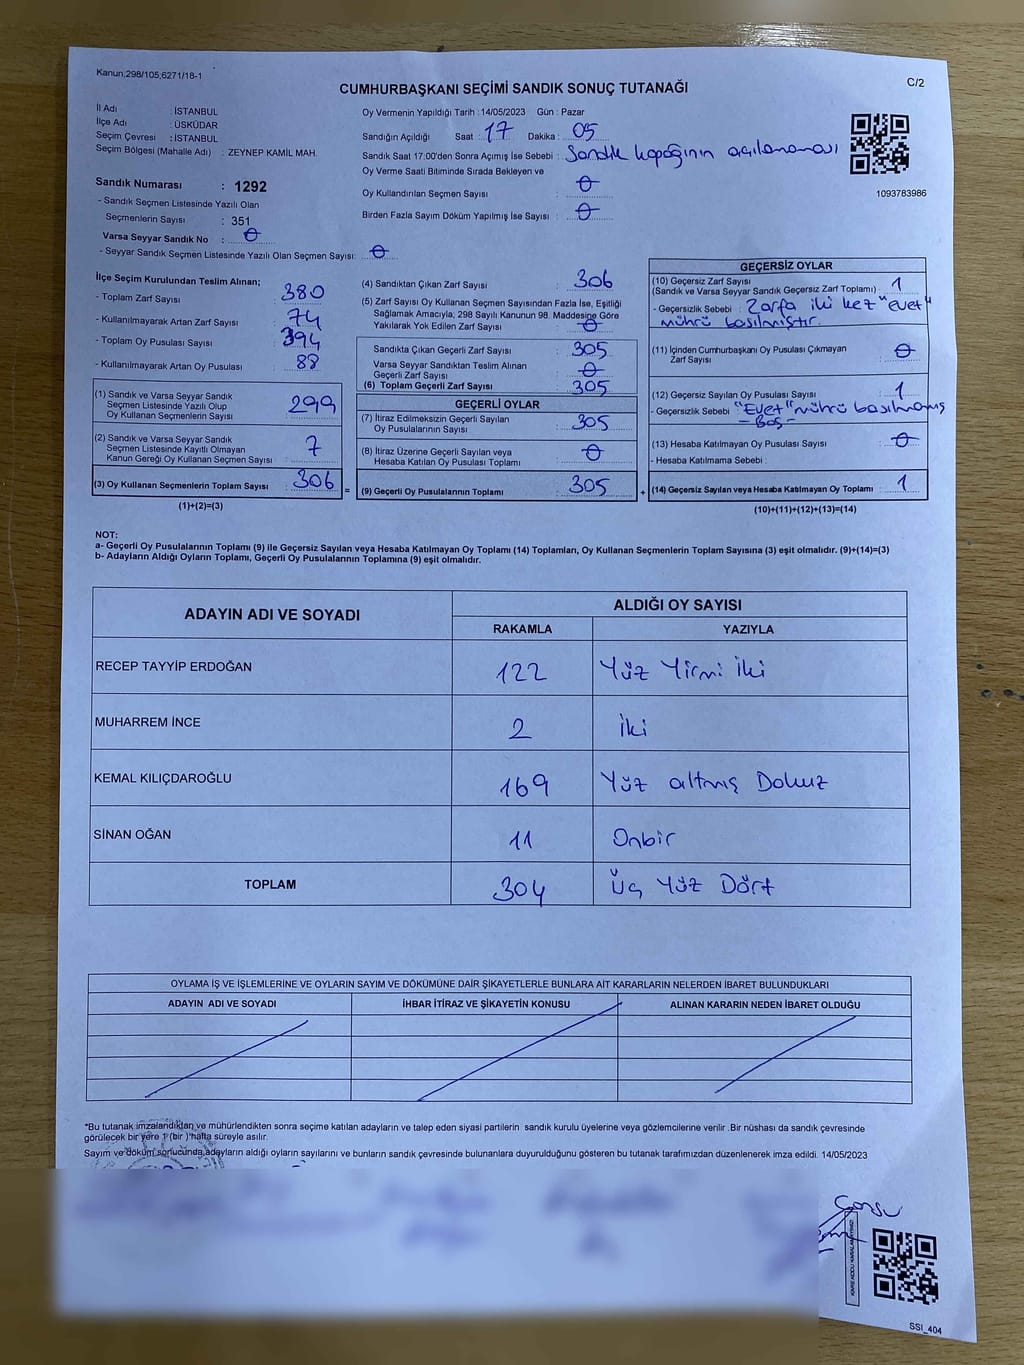 Kanun,298/105,6271/18-1
C/2
CUMHURBAŞKANI SEÇİMİ SANDIK SONUÇ TUTANAĞI
İl Adı : İSTANBUL
İlçe Adı : ÜSKÜDAR
Seçim Çevresi : İSTANBUL
Seçim Bölgesi (Mahalle Adı) : ZEYNEP KAMİL MAH.
Oy Vermenin Yapıldığı Tarih : 14/05/2023 Gün : Pazar
Sandığın Açıldığı Saat : 17 Dakika : 05
Sandık Saat 17:00'den Sonra Açımış İse Sebebi : Sandık kapağının açılamaması
Oy Verme Saati Bitiminde Sırada Bekleyen ve
Oy Kullandırılan Seçmen Sayısı : 0
Birden Fazla Sayım Döküm Yapılmış İse Sayısı : 0
1093783986
Sandık Numarası : 1292
- Sandık Seçmen Listesinde Yazılı Olan
Seçmenlerin Sayısı : 351
Varsa Seyyar Sandık No : 0
- Seyyar Sandık Seçmen Listesinde Yazılı Olan Seçmen Sayısı: 0
İlçe Seçim Kurulundan Teslim Alınan;
- Toplam Zarf Sayısı : 380
- Kullanılmayarak Artan Zarf Sayısı : 74
- Toplam Oy Pusulası Sayısı : 394
- Kullanılmayarak Artan Oy Pusulası : 88
(1) Sandık ve Varsa Seyyar Sandık
Seçmen Listesinde Yazılı Olup
Oy Kullanan Seçmenlerin Sayısı : 299
(2) Sandık ve Varsa Seyyar Sandık
Seçmen Listesinde Kayıtlı Olmayan
Kanun Gereği Oy Kullanan Seçmen Sayısı : 7
(3) Oy Kullanan Seçmenlerin Toplam Sayısı : 306 =
(1)+(2)=(3)
(4) Sandıktan Çıkan Zarf Sayısı : 306
(5) Zarf Sayısı Oy Kullanan Seçmen Sayısından Fazla İse, Eşitliği
Sağlamak Amacıyla, 298 Sayılı Kanunun 98. Maddesine Göre
Yakılarak Yok Edilen Zarf Sayısı : 0
Sandıkta Çıkan Geçerli Zarf Sayısı : 305
Varsa Seyyar Sandıktan Teslim Alınan
Geçerli Zarf Sayısı : 0
(6) Toplam Geçerli Zarf Sayısı : 305
GEÇERLİ OYLAR
(7) İtiraz Edilmeksizin Geçerli Sayılan
Oy Pusulalarının Sayısı : 305
(8) İtiraz Üzerine Geçerli Sayılan veya
Hesaba Katılan Oy Pusulası Toplamı : 0
(9) Geçerli Oy Pusulalarının Toplamı : 305 +
GEÇERSİZ OYLAR
(10) Geçersiz Zarf Sayısı
(Sandık ve Varsa Seyyar Sandık Geçersiz Zarf Toplamı) : 1
- Geçersizlik Sebebi : Zarfa iki kez "evet"
mührü basılmıştır.
(11) İçinden Cumhurbaşkanı Oy Pusulası Çıkmayan
Zarf Sayısı : 0
(12) Geçersiz Sayılan Oy Pusulası Sayısı : 1
- Geçersizlik Sebebi : "Evet" mührü basılmamış
- Boş -
(13) Hesaba Katılmayan Oy Pusulası Sayısı : 0
- Hesaba Katılmama Sebebi :
(14) Geçersiz Sayılan veya Hesaba Katılmayan Oy Toplamı : 1
(10)+(11)+(12)+(13)=(14)
NOT:
a- Geçerli Oy Pusulalarının Toplamı (9) ile Geçersiz Sayılan veya Hesaba Katılmayan Oy Toplamı (14) Toplamları, Oy Kullanan Seçmenlerin Toplam Sayısına (3) eşit olmalıdır. (9)+(14)=(3)
b- Adayların Aldığı Oyların Toplamı, Geçerli Oy Pusulalarının Toplamına (9) eşit olmalıdır.
ADAYIN ADI VE SOYADI
ALDIĞI OY SAYISI
RAKAMLA YAZIYLA
RECEP TAYYİP ERDOĞAN 122 Yüz Yirmi İki
MUHARREM İNCE 2 İki
KEMAL KILIÇDAROĞLU 169 Yüz altmış Dokuz
SİNAN OĞAN 11 Onbir
TOPLAM 304 Üç Yüz Dört
OYLAMA İŞ VE İŞLEMLERİNE VE OYLARIN SAYIM VE DÖKÜMÜNE DAİR ŞİKAYETLERLE BUNLARA AİT KARARLARIN NELERDEN İBARET BULUNDUKLARI
ADAYIN ADI VE SOYADI İHBAR İTİRAZ VE ŞİKAYETİN KONUSU ALINAN KARARIN NEDEN İBARET OLDUĞU
*Bu tutanak imzalandıktan ve mühürlendikten sonra seçime katılan adayların ve talep eden siyasi partilerin sandık kurulu üyelerine veya gözlemcilerine verilir .Bir nüshası da sandık çevresinde
görülecek bir yere 1 (bir ) hafta süreyle asılır.
Sayım ve döküm sonucunda,adayların aldığı oyların sayılarını ve bunların sandık çevresinde bulunanlara duyurulduğunu gösteren bu tutanak tarafımızdan düzenlenerek imza edildi. 14/05/2023
SSI_404